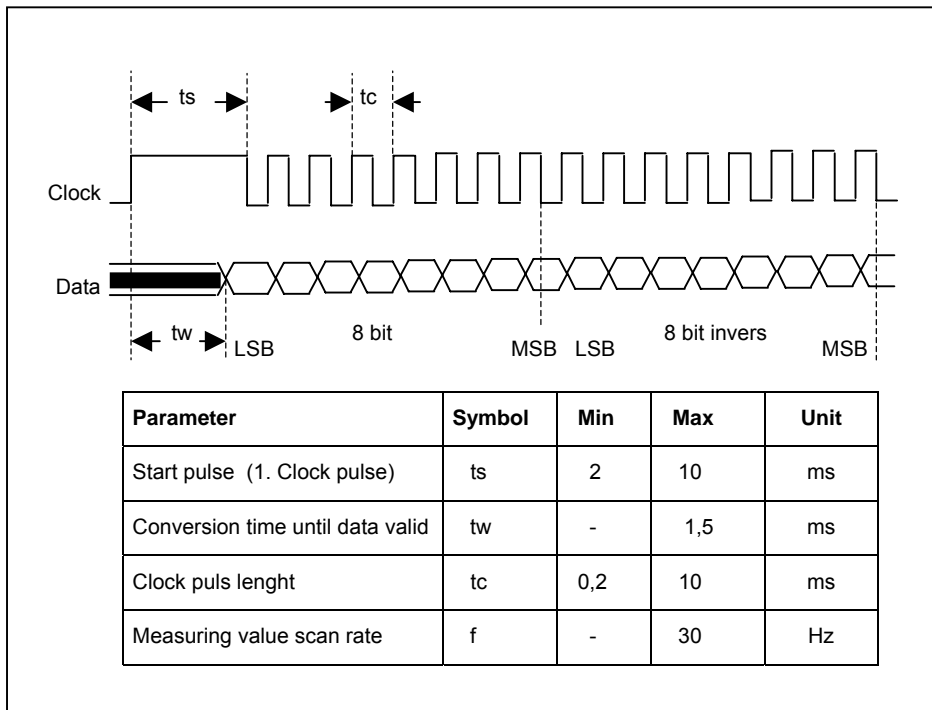 ts tc
Clock
Data
tw LSB 8 bit MSB LSB 8 bit invers MSB
Parameter Symbol Min Max Unit
Start pulse (1. Clock pulse) ts 2 10 ms
Conversion time until data valid tw - 1,5 ms
Clock puls lenght tc 0,2 10 ms
Measuring value scan rate f - 30 Hz